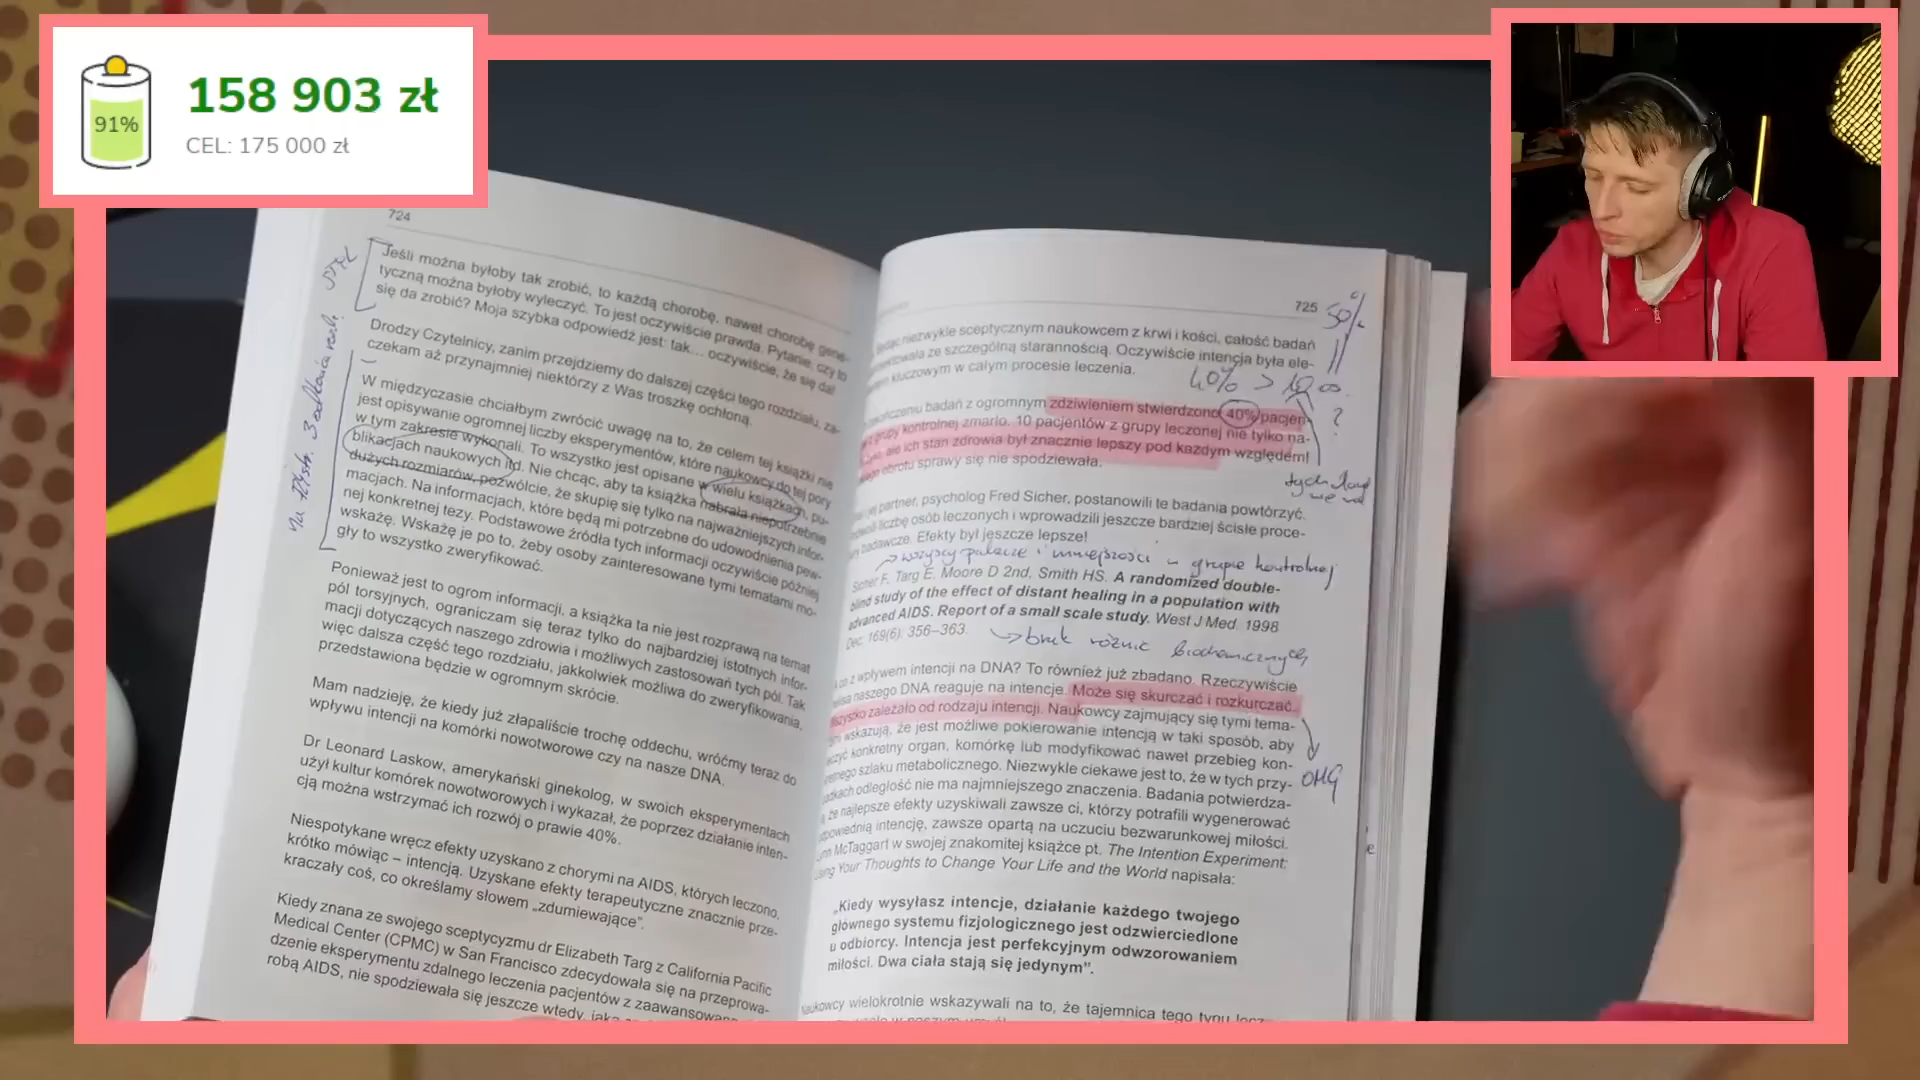 158 903 zł
91%
CEL: 175 000 zł
724
Jeśli można byłoby tak zrobić, to każdą chorobę, nawet chorobę gene-
tyczną można byłoby wyleczyć. To jest oczywiście prawda. Pytanie, czy to
się da zrobić? Moja szybka odpowiedź jest: tak... oczywiście, że się da!
Drodzy Czytelnicy, zanim przejdziemy do dalszej części tego rozdziału, za-
czekam aż przynajmniej niektórzy z Was troszkę ochłoną.
W międzyczasie chciałbym zwrócić uwagę na to, że celem tej książki nie
jest opisywanie ogromnej liczby eksperymentów, które naukowcy do tej pory
w tym zakresie wykonali. To wszystko jest opisane w wielu książkach, pu-
blikacjach naukowych itd. Nie chcąc, aby ta książka nabrała niepotrzebnie
dużych rozmiarów, pozwólcie, że skupię się tylko na najważniejszych infor-
macjach. Na informacjach, które będą mi potrzebne do udowodnienia pew-
nej konkretnej tezy. Podstawowe źródła tych informacji oczywiście później
wskażę. Wskażę je po to, żeby osoby zainteresowane tymi tematami mo-
gły to wszystko zweryfikować.
Ponieważ jest to ogrom informacji, a książka ta nie jest rozprawą na temat
pól torsyjnych, ograniczam się teraz tylko do najbardziej istotnych infor-
macji dotyczących naszego zdrowia i możliwych zastosowań tych pól. Tak
więc dalsza część tego rozdziału, jakkolwiek możliwa do zweryfikowania,
przedstawiona będzie w ogromnym skrócie.
Mam nadzieję, że kiedy już złapaliście trochę oddechu, wróćmy teraz do
wpływu intencji na komórki nowotworowe czy na nasze DNA.
Dr Leonard Laskow, amerykański ginekolog, w swoich eksperymentach
użył kultur komórek nowotworowych i wykazał, że poprzez działanie inten-
cją można wstrzymać ich rozwój o prawie 40%.
Niespotykane wręcz efekty uzyskano z chorymi na AIDS, których leczono,
krótko mówiąc – intencją. Uzyskane efekty terapeutyczne znacznie prze-
kraczały coś, co określamy słowem „zdumiewające”.
Kiedy znana ze swojego sceptycyzmu dr Elizabeth Targ z California Pacific
Medical Center (CPMC) w San Francisco zdecydowała się na przeprowa-
dzenie eksperymentu zdalnego leczenia pacjentów z zaawansowaną
robą AIDS, nie spodziewała się jeszcze wtedy, jaka
725
50%
niezwykle sceptycznym naukowcem z krwi i kości, całość badań
ze szczególną starannością. Oczywiście intencja była ele-
kluczowym w całym procesie leczenia.
40% > 10 os.
?
badań z ogromnym zdziwieniem stwierdzono 40% pacjen-
z grupy kontrolnej zmarło. 10 pacjentów z grupy leczonej nie tylko na-
ale ich stan zdrowia był znacznie lepszy pod każdym względem!
obrotu sprawy się nie spodziewała.
partner, psycholog Fred Sicher, postanowili te badania powtórzyć.
liczbę osób leczonych i wprowadzili jeszcze bardziej ścisłe proce-
badawcze. Efekty był jeszcze lepsze!
wszyscy palacze i mniejszości w grupie kontrolnej
Sicher F, Targ E, Moore D 2nd, Smith HS. A randomized double-
blind study of the effect of distant healing in a population with
advanced AIDS. Report of a small scale study. West J Med. 1998
Dec; 169(6): 356–363.
brak różnic biochemicznych
co z wpływem intencji na DNA? To również już zbadano. Rzeczywiście
naszego DNA reaguje na intencje. Może się skurczać i rozkurczać.
Wszystko zależało od rodzaju intencji. Naukowcy zajmujący się tymi tema-
wskazują, że jest możliwe pokierowanie intencją w taki sposób, aby
konkretny organ, komórkę lub modyfikować nawet przebieg kon-
szlaku metabolicznego. Niezwykle ciekawe jest to, że w tych przy-
padkach odległość nie ma najmniejszego znaczenia. Badania potwierdza-
ją, że najlepsze efekty uzyskiwali zawsze ci, którzy potrafili wygenerować
odpowiednią intencję, zawsze opartą na uczuciu bezwarunkowej miłości.
Lynn McTaggart w swojej znakomitej książce pt. The Intention Experiment:
Using Your Thoughts to Change Your Life and the World napisała:
OMG
„Kiedy wysyłasz intencje, działanie każdego twojego
głównego systemu fizjologicznego jest odzwierciedlone
u odbiorcy. Intencja jest perfekcyjnym odwzorowaniem
miłości. Dwa ciała stają się jedynym”.
Naukowcy wielokrotnie wskazywali na to, że tajemnica tego typu